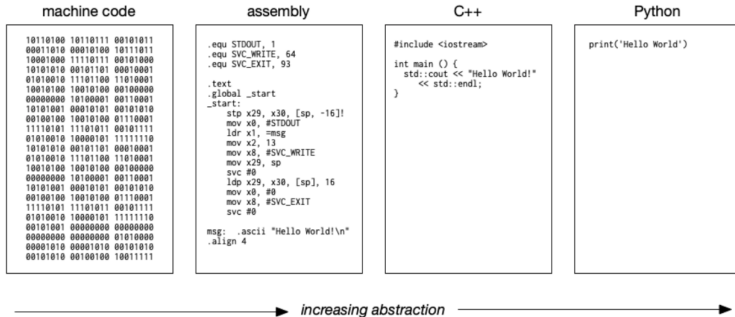 machine code
10110100 10110111 00101011
00011010 00010100 10111011
10001000 11110111 00101000
10101010 00101101 00010001
01010010 11101100 11010001
10010100 10010100 00100000
00000000 10100001 00110001
10101001 00010101 00101010
00100100 10010100 01110001
11110101 11101011 00101111
01010010 10000101 11111110
10101010 00101101 00010001
01010010 11101100 11010001
10010100 10010100 00100000
00000000 10100001 00110001
10101001 00010101 00101010
00100100 10010100 01110001
11110101 11101011 00101111
01010010 10000101 11111110
00101001 00000000 00000000
00000000 00000000 01010000
00001010 00001010 00101010
00101010 00100100 10011111
assembly
.equ STDOUT, 1
.equ SVC_WRITE, 64
.equ SVC_EXIT, 93
.text
.global _start
_start:
stp x29, x30, [sp, -16]!
mov x0, #STDOUT
ldr x1, =msg
mov x2, 13
mov x8, #SVC_WRITE
mov x29, sp
svc #0
ldp x29, x30, [sp], 16
mov x0, #0
mov x8, #SVC_EXIT
svc #0
msg: .ascii "Hello World!\n"
.align 4
C++
#include <iostream>
int main () {
std::cout << "Hello World!"
<< std::endl;
}
Python
print('Hello World')
increasing abstraction